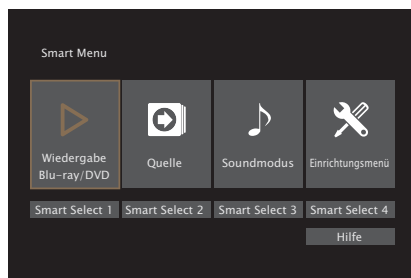 Smart Menu
Wiedergabe
Blu-ray/DVD
Quelle
Soundmodus
Einrichtungsmenü
Smart Select 1 Smart Select 2 Smart Select 3 Smart Select 4
Hilfe